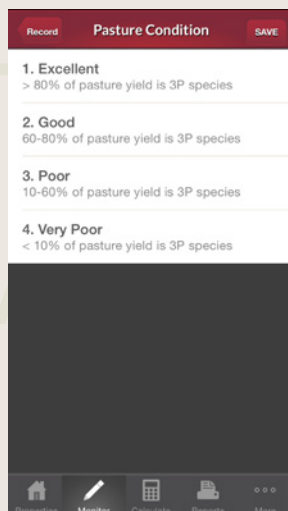 Record
Pasture Condition
SAVE
1. Excellent
> 80% of pasture yield is 3P species
2. Good
60-80% of pasture yield is 3P species
3. Poor
10-60% of pasture yield is 3P species
4. Very Poor
< 10% of pasture yield is 3P species
Properties Monitor Calculate Reports More